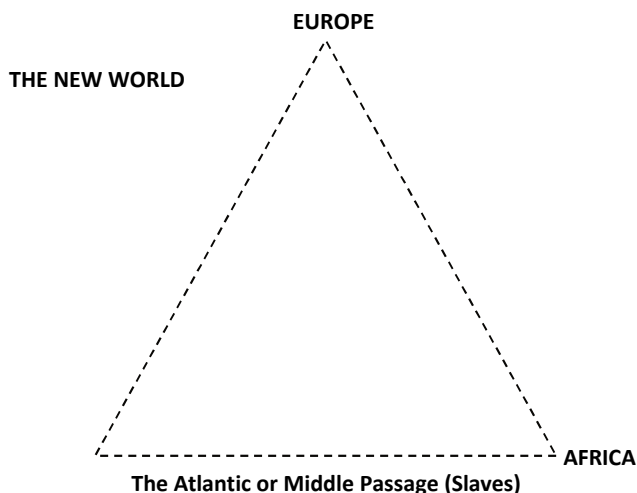 EUROPE
THE NEW WORLD
AFRICA
The Atlantic or Middle Passage (Slaves)